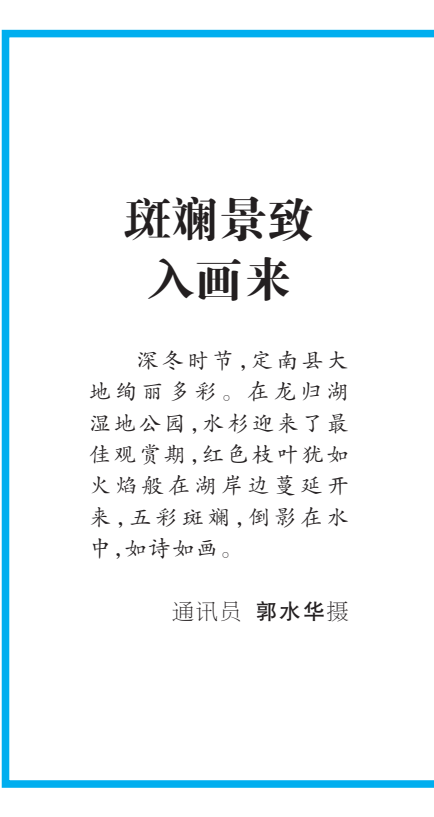 斑斓景致
入画来
深冬时节,定南县大
地绚丽多彩。在龙归湖
湿地公园,水杉迎来了最
佳观赏期,红色枝叶犹如
火焰般在湖岸边蔓延开
来,五彩斑斓,倒影在水
中,如诗如画。
通讯员 郭水华摄